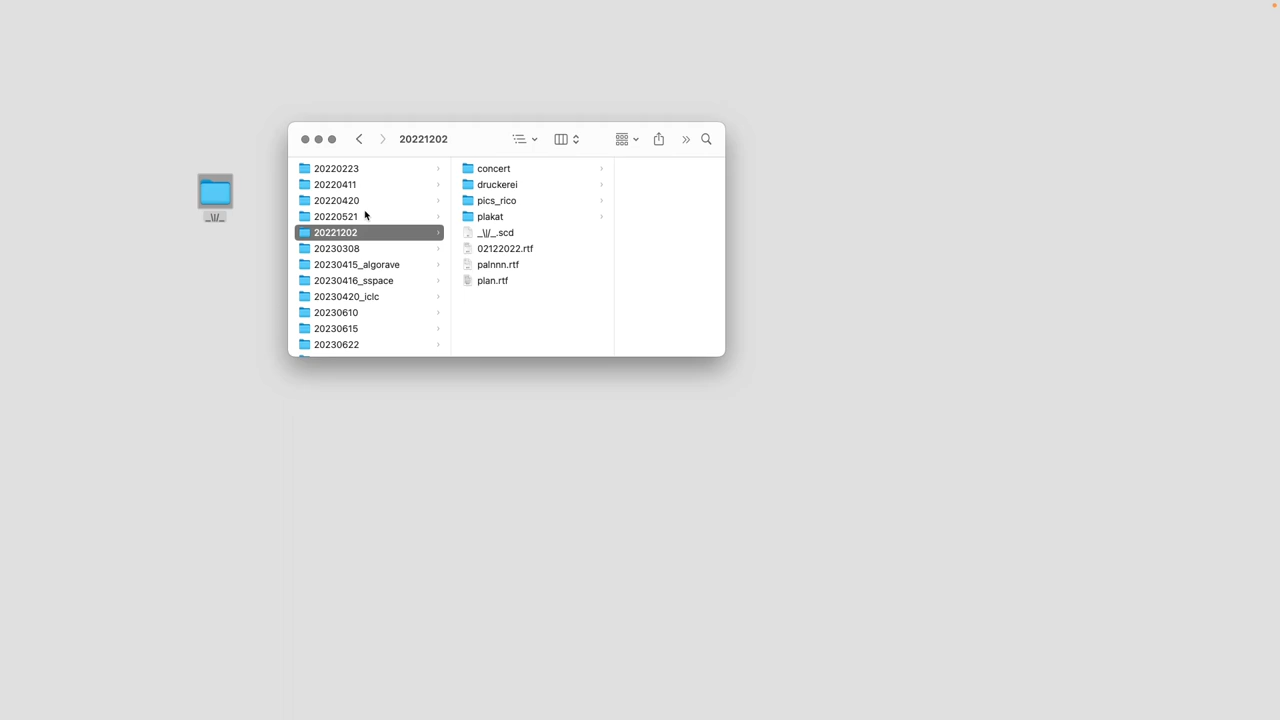 20221202
20220223
20220411
20220420
20220521
20221202
20230308
20230415_algorave
20230416_sspace
20230420_iclc
20230610
20230615
20230622
concert
druckerei
pics_rico
plakat
_\|/_.scd
02122022.rtf
palnnn.rtf
plan.rtf
_\|/_